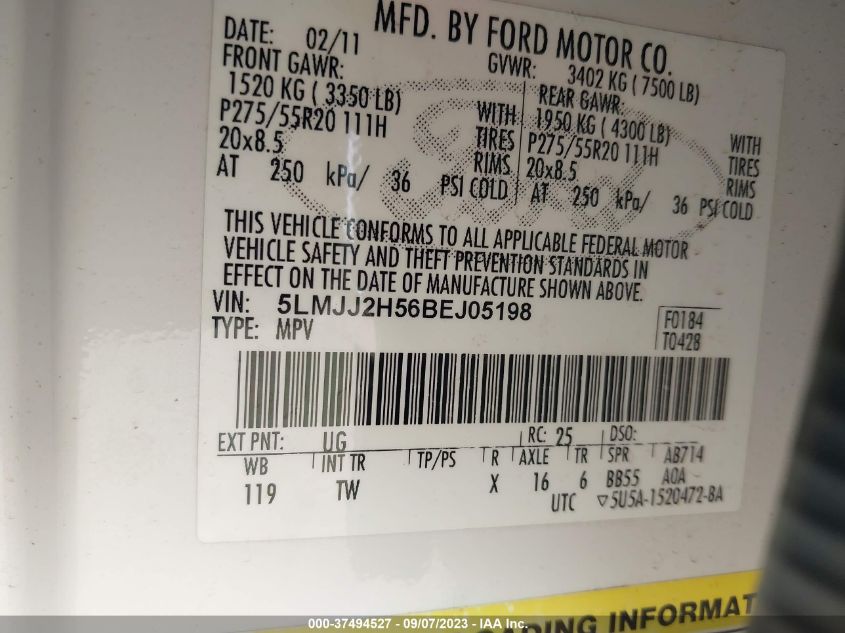 MFD. BY FORD MOTOR CO.
DATE: 02/11
GVWR: 3402 KG ( 7500 LB)
FRONT GAWR:
1520 KG ( 3350 LB)
P275/55R20 111H
20x8.5
WITH
TIRES
RIMS
AT 250 kPa/ 36 PSI COLD
REAR GAWR:
1950 KG ( 4300 LB)
P275/55R20 111H
20x8.5
WITH
TIRES
RIMS
AT 250 kPa/ 36 PSI COLD
THIS VEHICLE CONFORMS TO ALL APPLICABLE FEDERAL MOTOR
VEHICLE SAFETY AND THEFT PREVENTION STANDARDS IN
EFFECT ON THE DATE OF MANUFACTURE SHOWN ABOVE.
VIN: 5LMJJ2H56BEJ05198
TYPE: MPV
F0184
T0428
EXT PNT: UG RC: 25 DSO:
WB INT TR TP/PS R AXLE TR SPR AB714
119 TW X 16 6 BB55 A0A
UTC ▽5U5A-1520472-BA
ADING INFORMAT
000-37494527 - 09/07/2023 - IAA Inc.